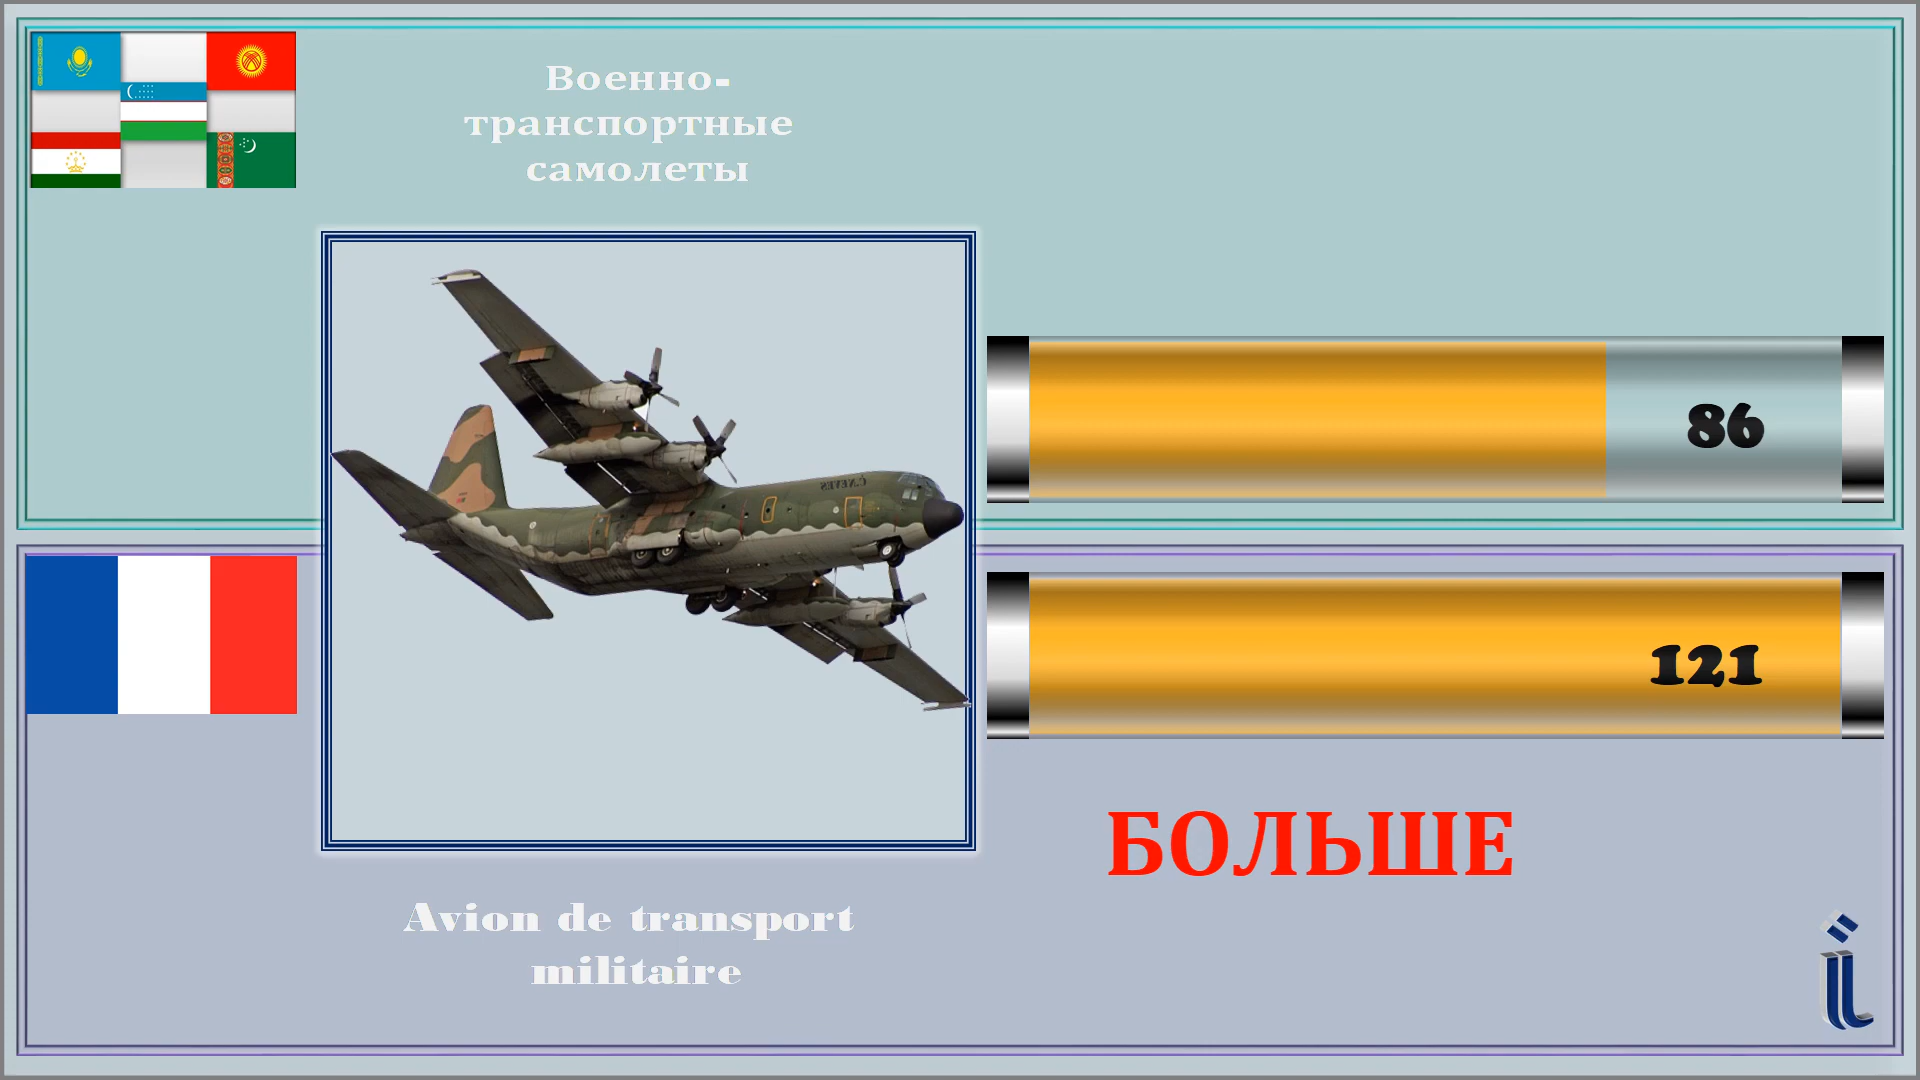 Военно-
транспортные
самолеты
86
121
БОЛЬШЕ
Avion de transport
militaire